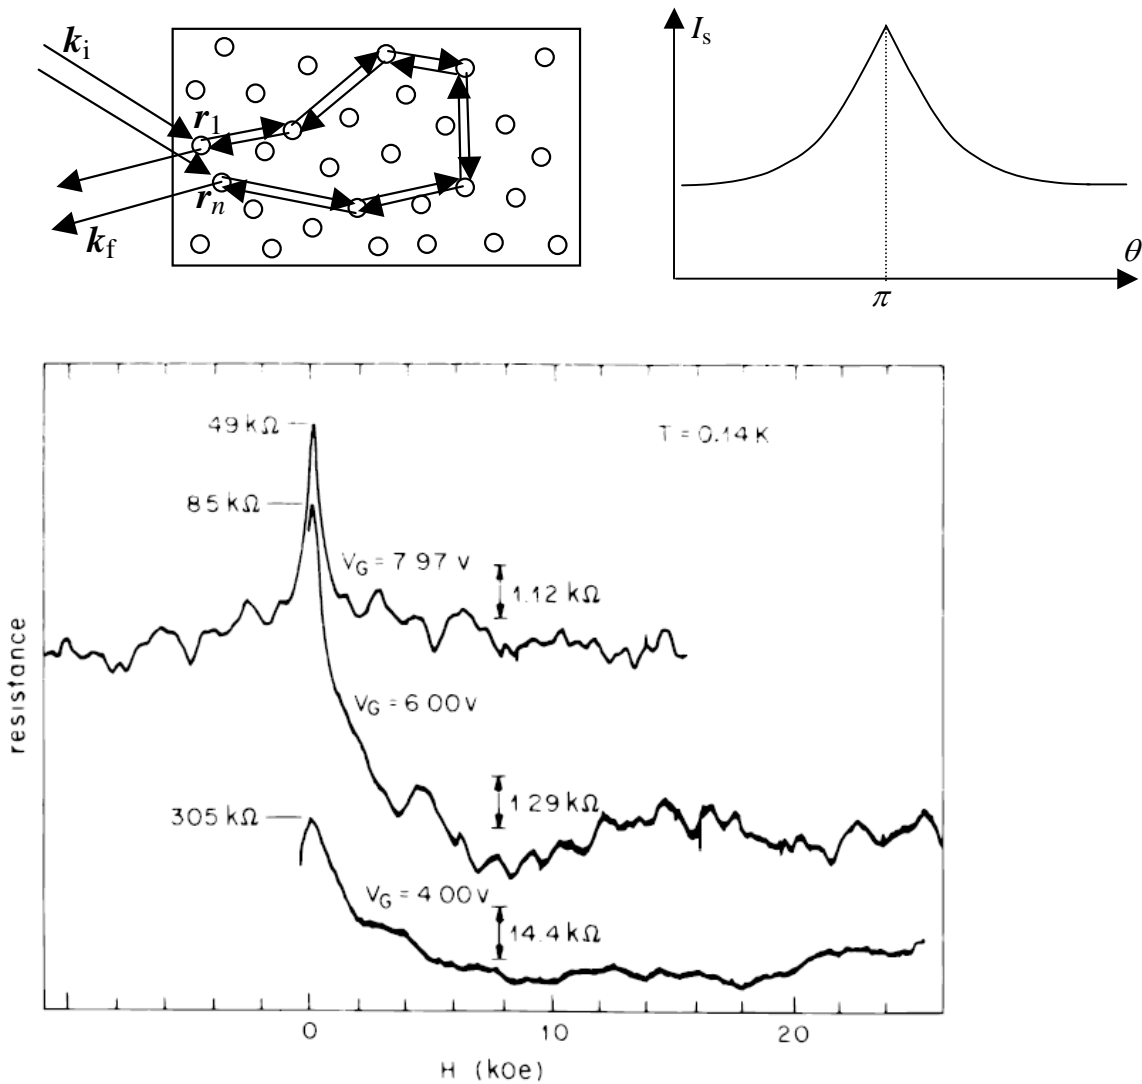 k_i
r_1
r_n
k_f
I_s
θ
π
49 kΩ
T = 0.14 K
85 kΩ
V_G = 7 97 V
1.12 kΩ
resistance
V_G = 6 00 V
1 29 kΩ
305 kΩ
V_G = 4 00 V
14.4 kΩ
0
10
20
H (kOe)